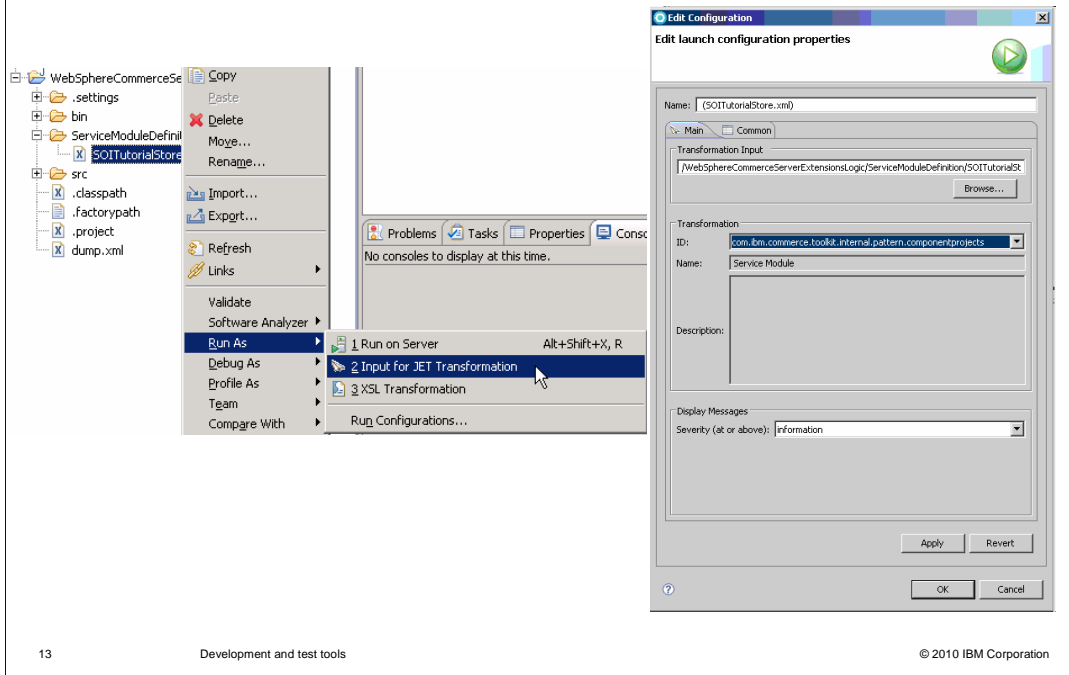 WebSphereCommerceSe
.settings
bin
ServiceModuleDefinit
SOITutorialStore
src
.classpath
.factorypath
.project
dump.xml
Copy
Paste
Delete
Move...
Rename...
Import...
Export...
Refresh
Links
Validate
Software Analyzer
Run As
Debug As
Profile As
Team
Compare With
Problems Tasks Properties Conso
No consoles to display at this time.
1 Run on Server Alt+Shift+X, R
2 Input for JET Transformation
3 XSL Transformation
Run Configurations...
Edit Configuration
Edit launch configuration properties
Name: (SOITutorialStore.xml)
Main Common
Transformation Input
/WebSphereCommerceServerExtensionsLogic/ServiceModuleDefinition/SOITutorialSt
Browse...
Transformation
ID: com.ibm.commerce.toolkit.internal.pattern.componentprojects
Name: Service Module
Description:
Display Messages
Severity (at or above): information
Apply Revert
OK Cancel
13 Development and test tools © 2010 IBM Corporation